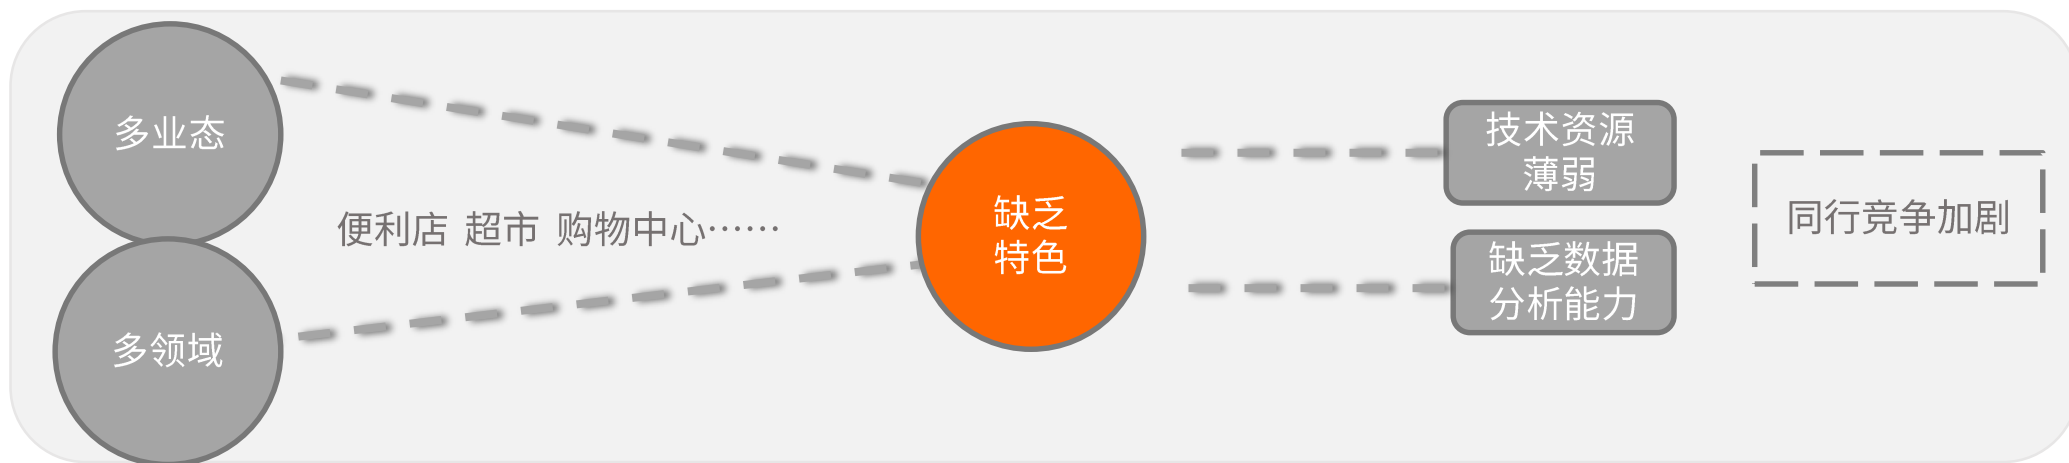 多业态
多领域
便利店 超市 购物中心……
缺乏
特色
技术资源
薄弱
缺乏数据
分析能力
同行竞争加剧